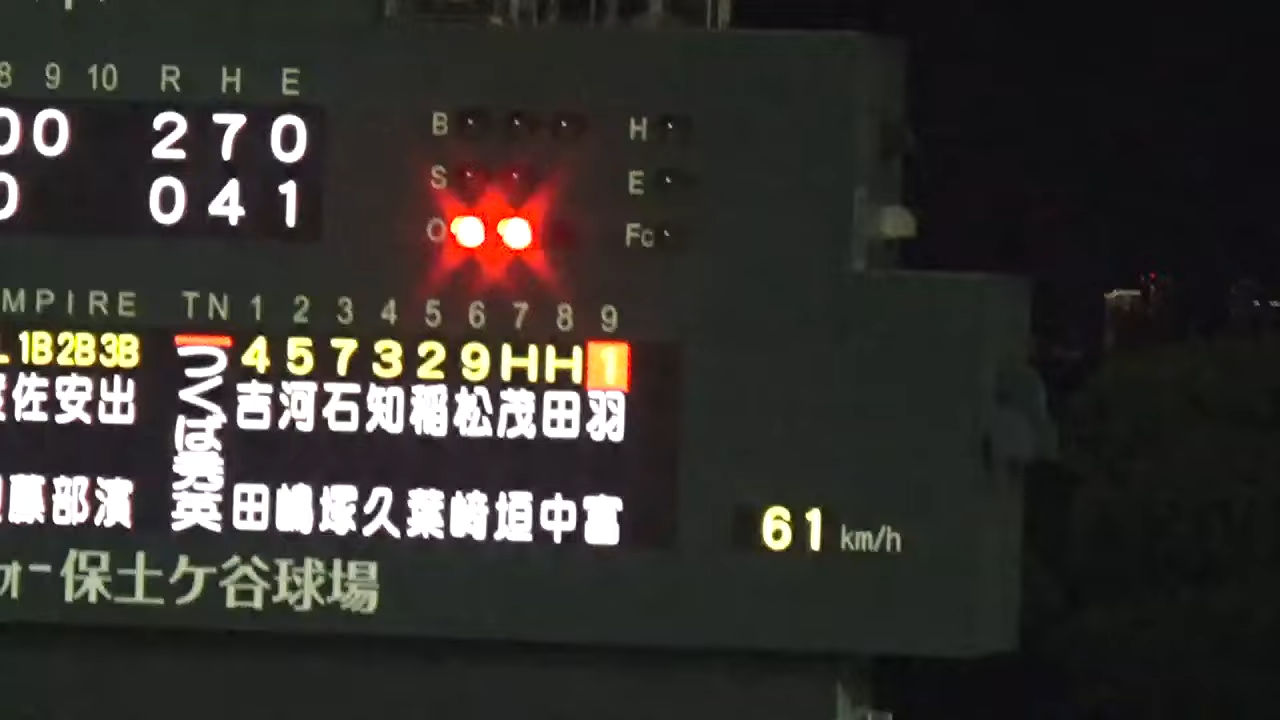 8 9 10 R H E
0 0 2 7 0
0 0 4 1
B H
S E
O Fc
MPIRE TN 1 2 3 4 5 6 7 8 9
1B 2B 3B 4 5 7 3 2 9 H H 1
佐 安 出
藤 部 濱
つくば秀英
吉田
河嶋
石塚
知久
稲葉
松崎
茂垣
田中
羽富
61 km/h
ー保土ケ谷球場